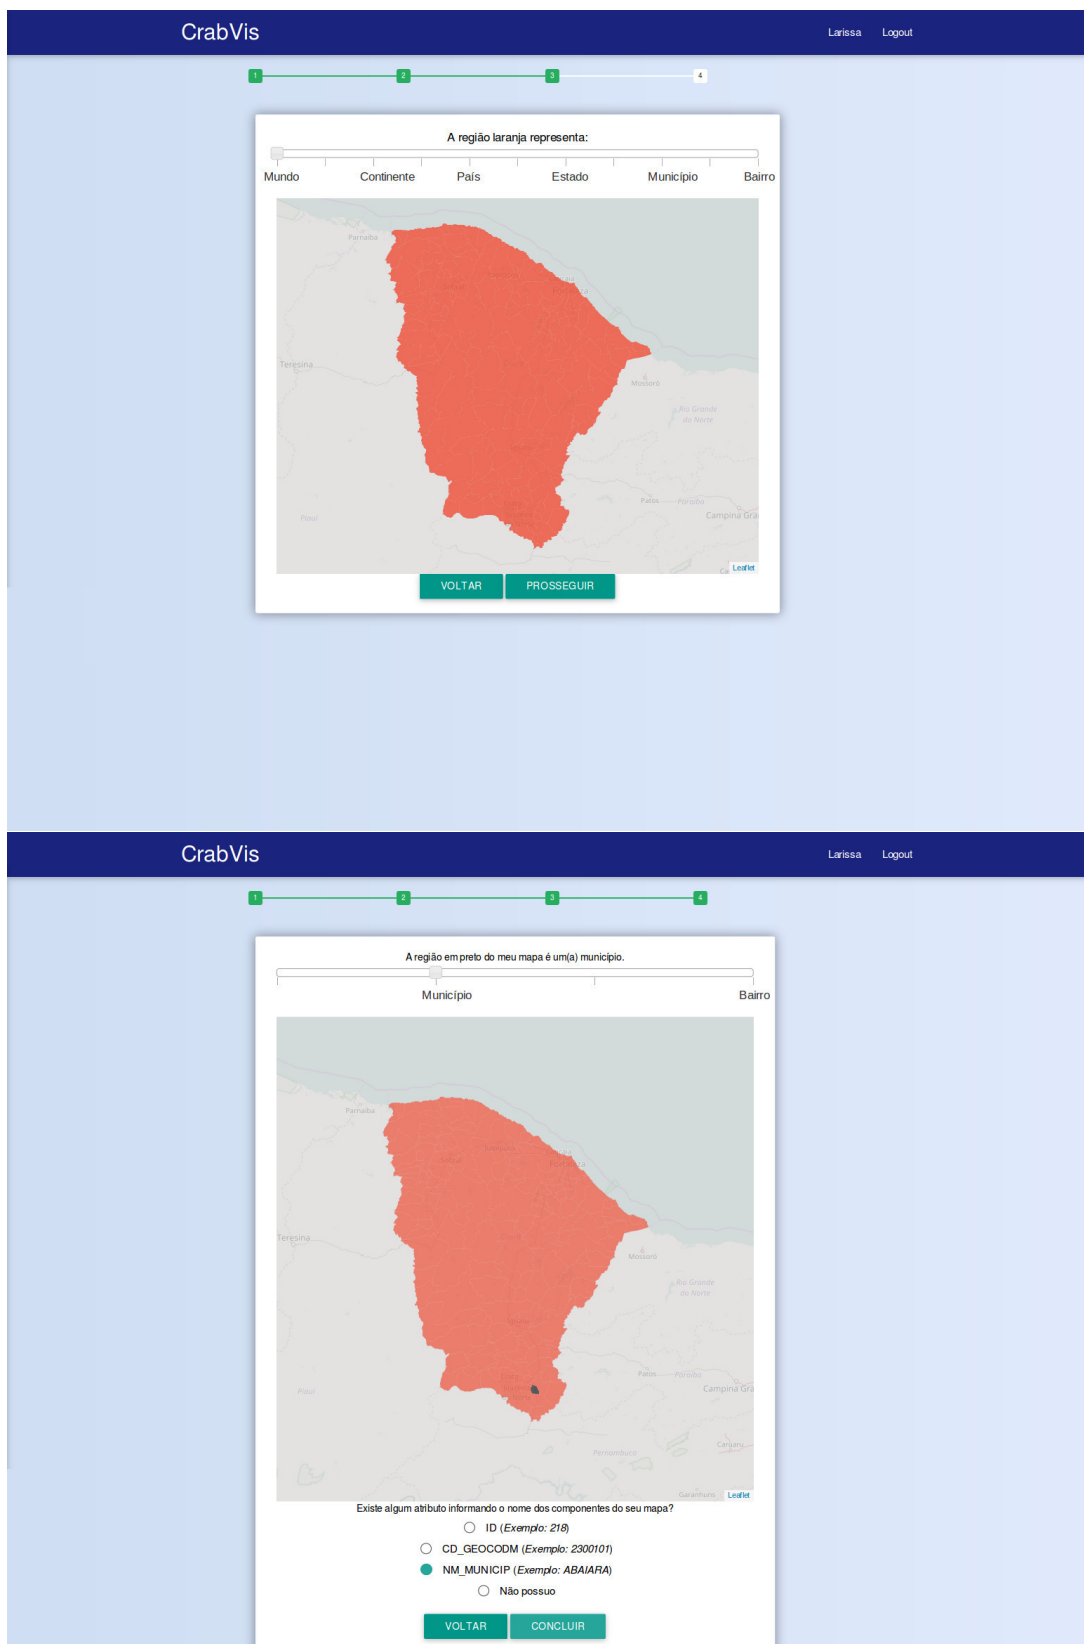 CrabVis Larissa Logout
1 2 3 4
A região laranja representa:
Mundo Continente País Estado Município Bairro
Parnaíba
Teresina
Mossoró
Rio Grande
do Norte
Patos Paraíba
Campina Gra
Piauí
Leaflet
VOLTAR PROSSEGUIR
CrabVis Larissa Logout
1 2 3 4
A região em preto do meu mapa é um(a) município.
Município Bairro
Parnaíba
Fortaleza
Teresina
Mossoró
Rio Grande
do Norte
Patos Paraíba
Campina Gra
Piauí
Caruaru
Pernambuco
Garanhuns Leaflet
Existe algum atributo informando o nome dos componentes do seu mapa?
ID (Exemplo: 218)
CD_GEOCODM (Exemplo: 2300101)
NM_MUNICIP (Exemplo: ABAIARA)
Não possuo
VOLTAR CONCLUIR